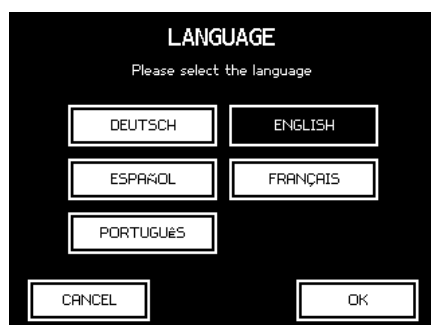 LANGUAGE
Please select the language
DEUTSCH ENGLISH
ESPAÑOL FRANÇAIS
PORTUGUêS
CANCEL OK